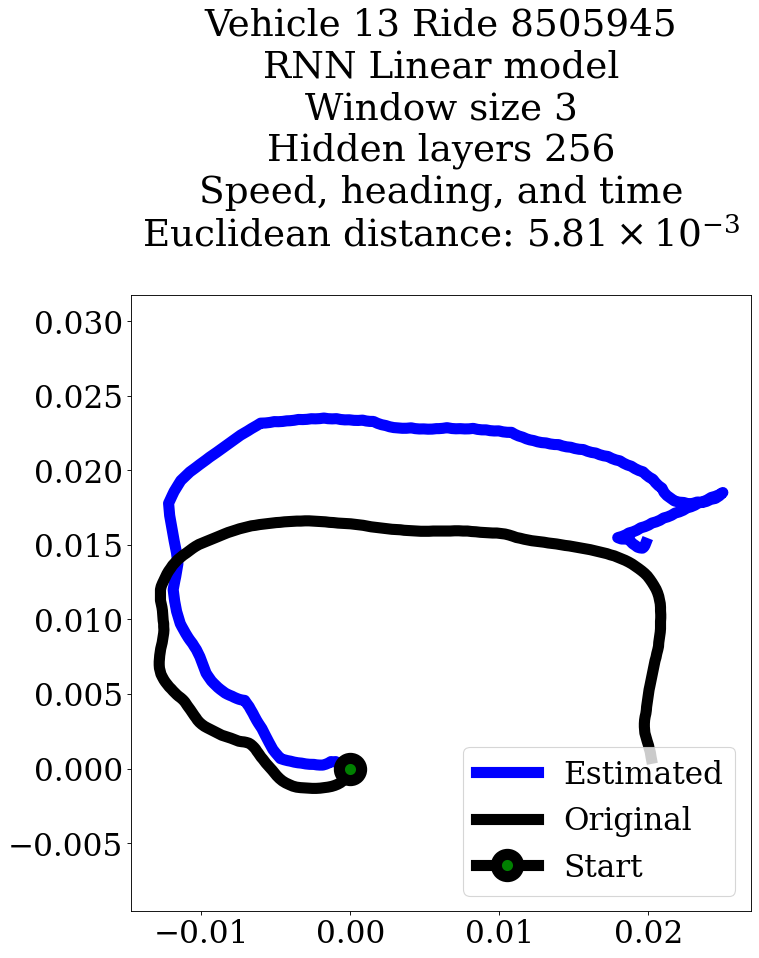 Vehicle 13 Ride 8505945
RNN Linear model
Window size 3
Hidden layers 256
Speed, heading, and time
Euclidean distance: 5.81 × 10⁻³
0.030
0.025
0.020
0.015
0.010
0.005
0.000
−0.005
Estimated
Original
Start
−0.01
0.00
0.01
0.02